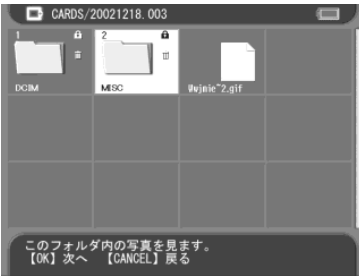 CARDS/20021218.003
1
2
DCIM
MISC
Wujnie~2.gif
このフォルダ内の写真を見ます。
【OK】次へ 【CANCEL】戻る